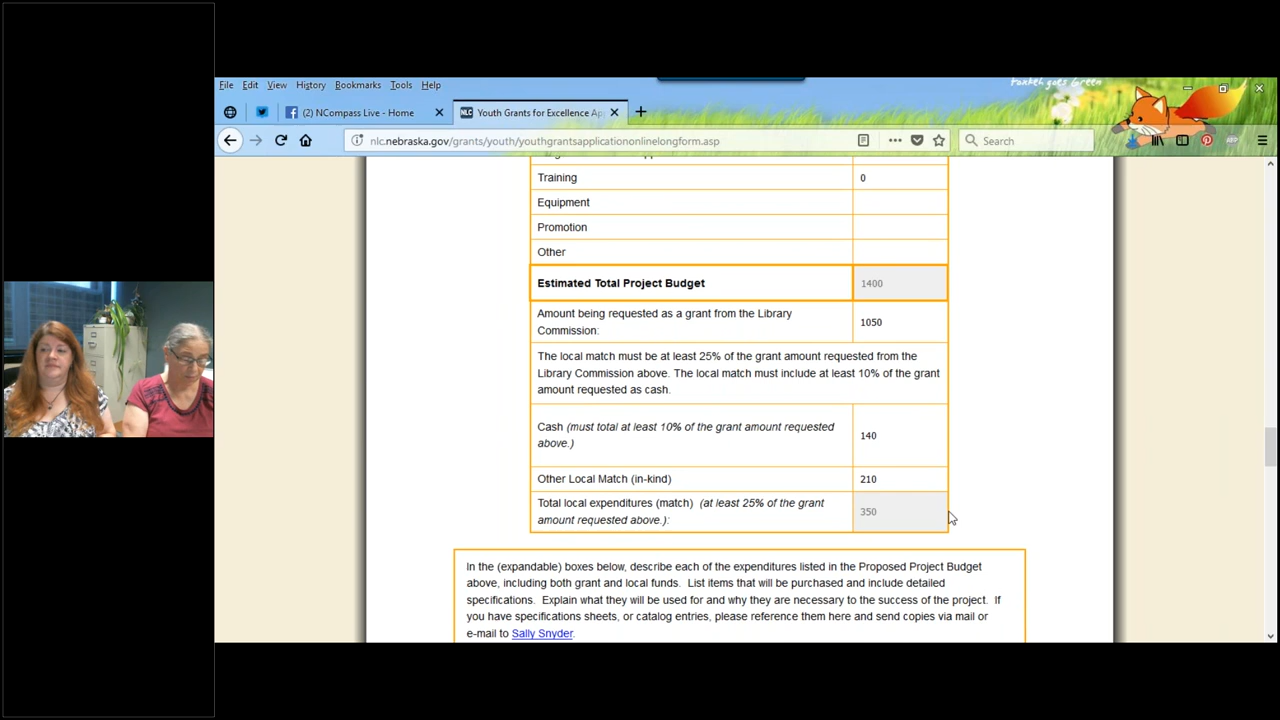 Foxkeh goes Green
File Edit View History Bookmarks Tools Help
(2) NCompass Live - Home
NLC Youth Grants for Excellence Ap
nlc.nebraska.gov/grants/youth/youthgrantsapplicationonlinelongform.asp
Search
ABP
Training 0
Equipment
Promotion
Other
Estimated Total Project Budget 1400
Amount being requested as a grant from the Library
Commission: 1050
The local match must be at least 25% of the grant amount requested from the
Library Commission above. The local match must include at least 10% of the grant
amount requested as cash.
Cash (must total at least 10% of the grant amount requested
above.) 140
Other Local Match (in-kind) 210
Total local expenditures (match) (at least 25% of the grant
amount requested above.): 350
In the (expandable) boxes below, describe each of the expenditures listed in the Proposed Project Budget
above, including both grant and local funds. List items that will be purchased and include detailed
specifications. Explain what they will be used for and why they are necessary to the success of the project. If
you have specifications sheets, or catalog entries, please reference them here and send copies via mail or
e-mail to Sally Snyder.